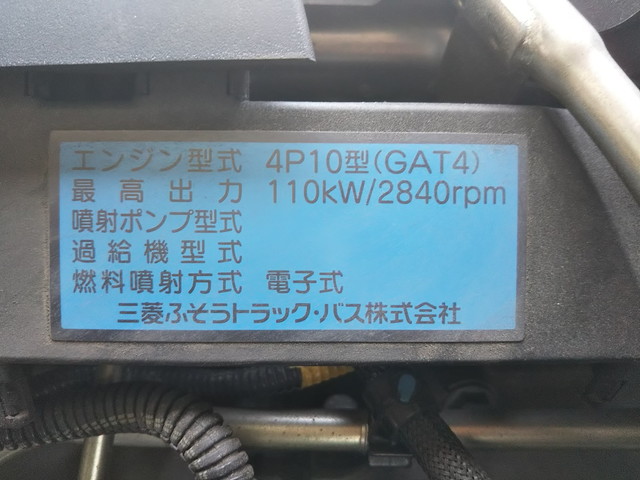 エンジン型式 4P10型(GAT4)
最高出力 110kW/2840rpm
噴射ポンプ型式
過給機型式
燃料噴射方式 電子式
三菱ふそうトラック・バス株式会社